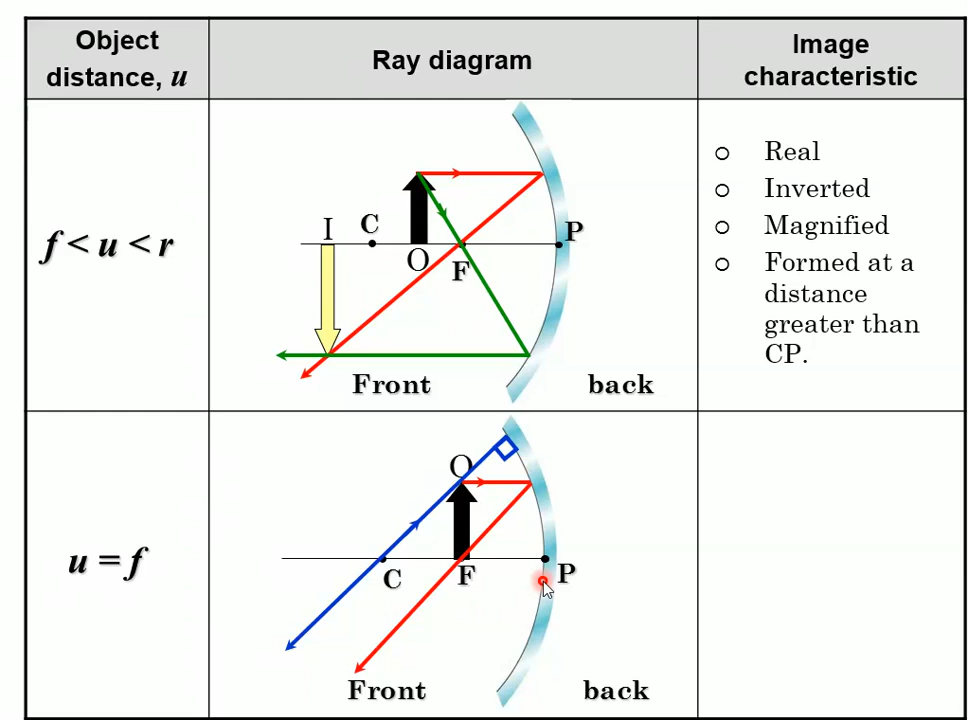 Object
distance, u
Ray diagram
Image
characteristic
f < u < r
I
C
O
F
P
Front
back
o Real
o Inverted
o Magnified
o Formed at a
distance
greater than
CP.
u = f
O
C
F
P
Front
back